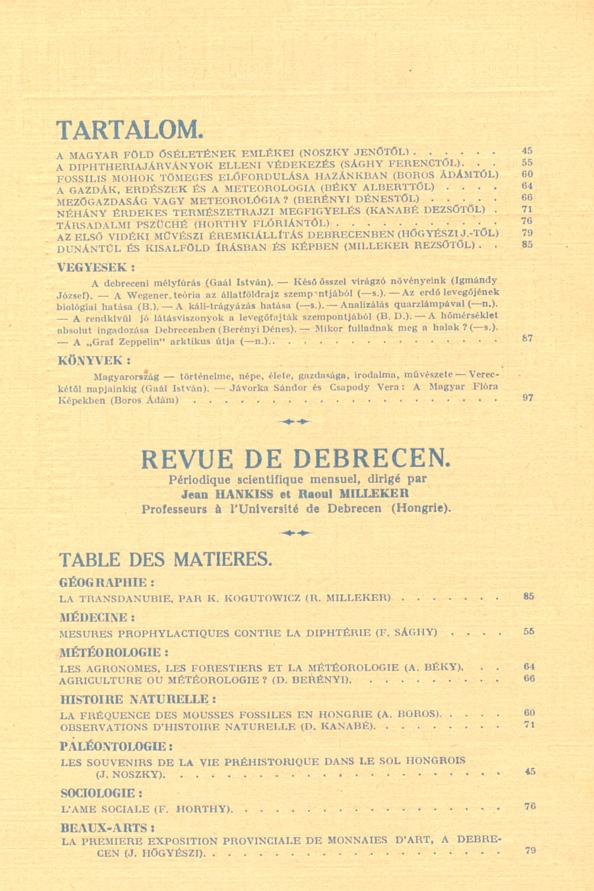 TARTALOM.
A MAGYAR FÖLD ŐSÉLETÉNEK EMLÉKEI (NOSZKY JENŐTŐL) . . . . . . 45
A DIPHTHERIAJÁRVÁNYOK ELLENI VÉDEKEZÉS (SÁGHY FERENCTŐL). . . 55
FOSSILIS MOHOK TÖMEGES ELŐFORDULÁSA HAZÁNKBAN (BOROS ÁDÁMTÓL) 60
A GAZDÁK, ERDÉSZEK ÉS A METEOROLOGIA (BÉKY ALBERTTŐL) . . . . 64
MEZŐGAZDASÁG VAGY METEOROLÓGIA? (BERÉNYI DÉNESTŐL) . . . . . 66
NÉHÁNY ÉRDEKES TERMÉSZETRAJZI MEGFIGYELÉS (KANABÉ DEZSŐTŐL) . 71
TÁRSADALMI PSZÜCHÉ (HORTHY FLÓRIÁNTÓL) . . . . . . . . . . 76
AZ ELSŐ VIDÉKI MŰVÉSZI ÉREMKIÁLLÍTÁS DEBRECENBEN (HŐGYÉSZI J.-TŐL) 79
DUNÁNTÚL ÉS KISALFÖLD ÍRÁSBAN ÉS KÉPBEN (MILLEKER REZSŐTŐL) . . 85
VEGYESEK :
A debreceni mélyfúrás (Gaál István). — Késő ősszel virágzó növényeink (Igmándy
József). — A Wegener teória az állatföldrajz szempontjából (—s.). — Az erdő levegőjének
biológiai hatása (B.). — A káli-trágyázás hatása (—s.). — Analizálás quarzlámpával (—n.).
— A rendkívül jó látásviszonyok a levegőfajták szempontjából (B. D.). — A hőmérséklet
absolut ingadozása Debrecenben (Berényi Dénes). — Mikor fulladnak meg a halak ? (—s.).
— A „Graf Zeppelin" arktikus útja (—n.). . . . . . . . . . . . . . . . . 87
KÖNYVEK :
Magyarország — történelme, népe, élete, gazdasága, irodalma, művészete — Verec-
kétől napjainkig (Gaál István). — Jávorka Sándor és Csapody Vera: A Magyar Flóra
Képekben (Boros Ádám) . . . . . . . . . . . . . . . . . . . 97
REVUE DE DEBRECEN.
Périodique scientifique mensuel, dirigé par
Jean HANKISS et Raoul MILLEKER
Professeurs à l'Université de Debrecen (Hongrie).
TABLE DES MATIERES.
GÉOGRAPHIE :
LA TRANSDANUBIE, PAR K. KOGUTOWICZ (R. MILLEKER) . . . . . . . 85
MÉDECINE :
MESURES PROPHYLACTIQUES CONTRE LA DIPHTÉRIE (F. SÁGHY) . . . . 55
MÉTÉOROLOGIE :
LES AGRONOMES, LES FORESTIERS ET LA MÉTÉOROLOGIE (A. BÉKY). . . 64
AGRICULTURE OU MÉTEOROLOGIE? (D. BERÉNYI). . . . . . . . . . 66
HISTOIRE NATURELLE :
LA FRÉQUENCE DES MOUSSES FOSSILES EN HONGRIE (A. BOROS). . . . . 60
OBSERVATIONS D'HISTOIRE NATURELLE (D. KANABÉ). . . . . . . . . 71
PALÉONTOLOGIE :
LES SOUVENIRS DE LA VIE PRÉHISTORIQUE DANS LE SOL HONGROIS
(J. NOSZKY). . . . . . . . . . . . . . . . . . . . . 45
SOCIOLOGIE :
L'AME SOCIALE (F. HORTHY). . . . . . . . . . . . . . . . . 76
BEAUX-ARTS :
LA PREMIERE EXPOSITION PROVINCIALE DE MONNAIES D'ART, A DEBRE-
CEN (J. HŐGYÉSZI). . . . . . . . . . . . . . . . . . . 79